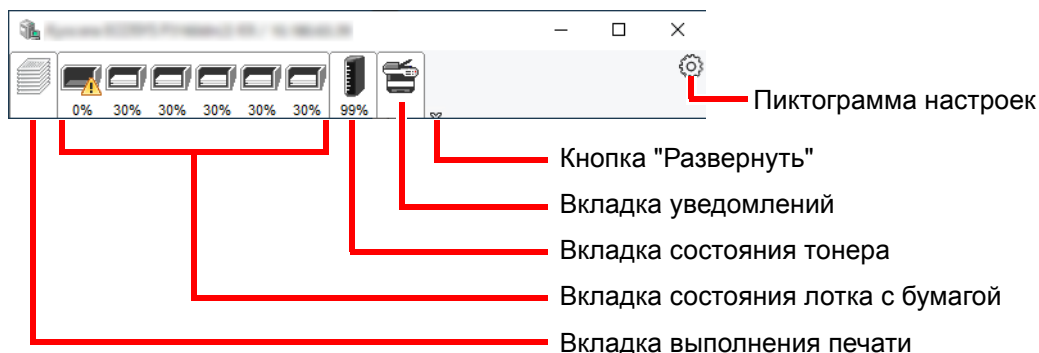 0% 30% 30% 30% 30% 30% 99%
Пиктограмма настроек
Кнопка "Развернуть"
Вкладка уведомлений
Вкладка состояния тонера
Вкладка состояния лотка с бумагой
Вкладка выполнения печати